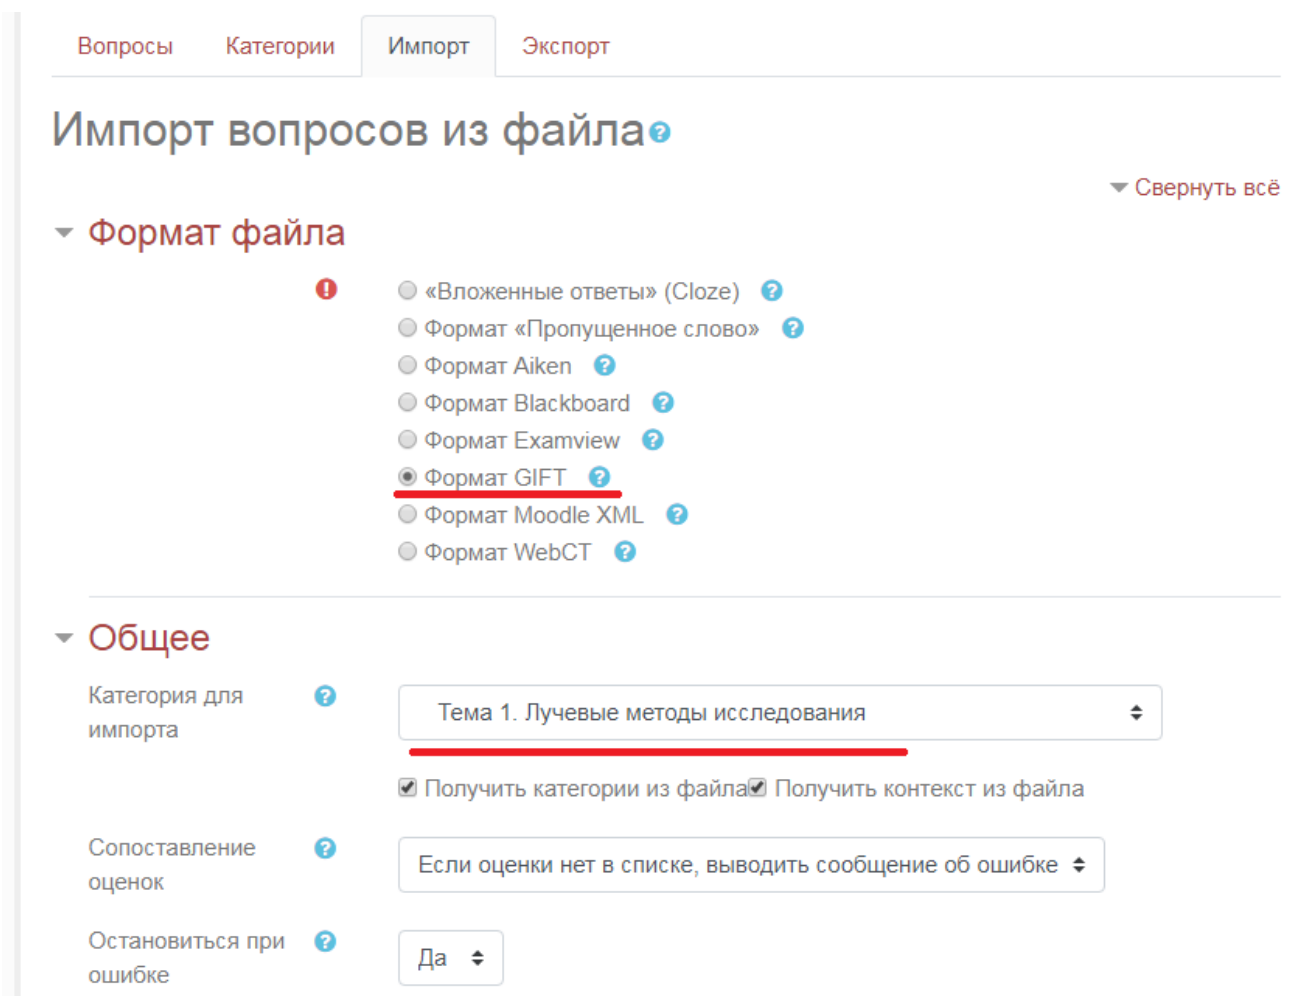 Вопросы Категории Импорт Экспорт
Импорт вопросов из файла
Свернуть всё
Формат файла
«Вложенные ответы» (Cloze)
Формат «Пропущенное слово»
Формат Aiken
Формат Blackboard
Формат Examview
Формат GIFT
Формат Moodle XML
Формат WebCT
Общее
Категория для
импорта
Тема 1. Лучевые методы исследования
Получить категории из файла Получить контекст из файла
Сопоставление
оценок
Если оценки нет в списке, выводить сообщение об ошибке
Остановиться при
ошибке
Да